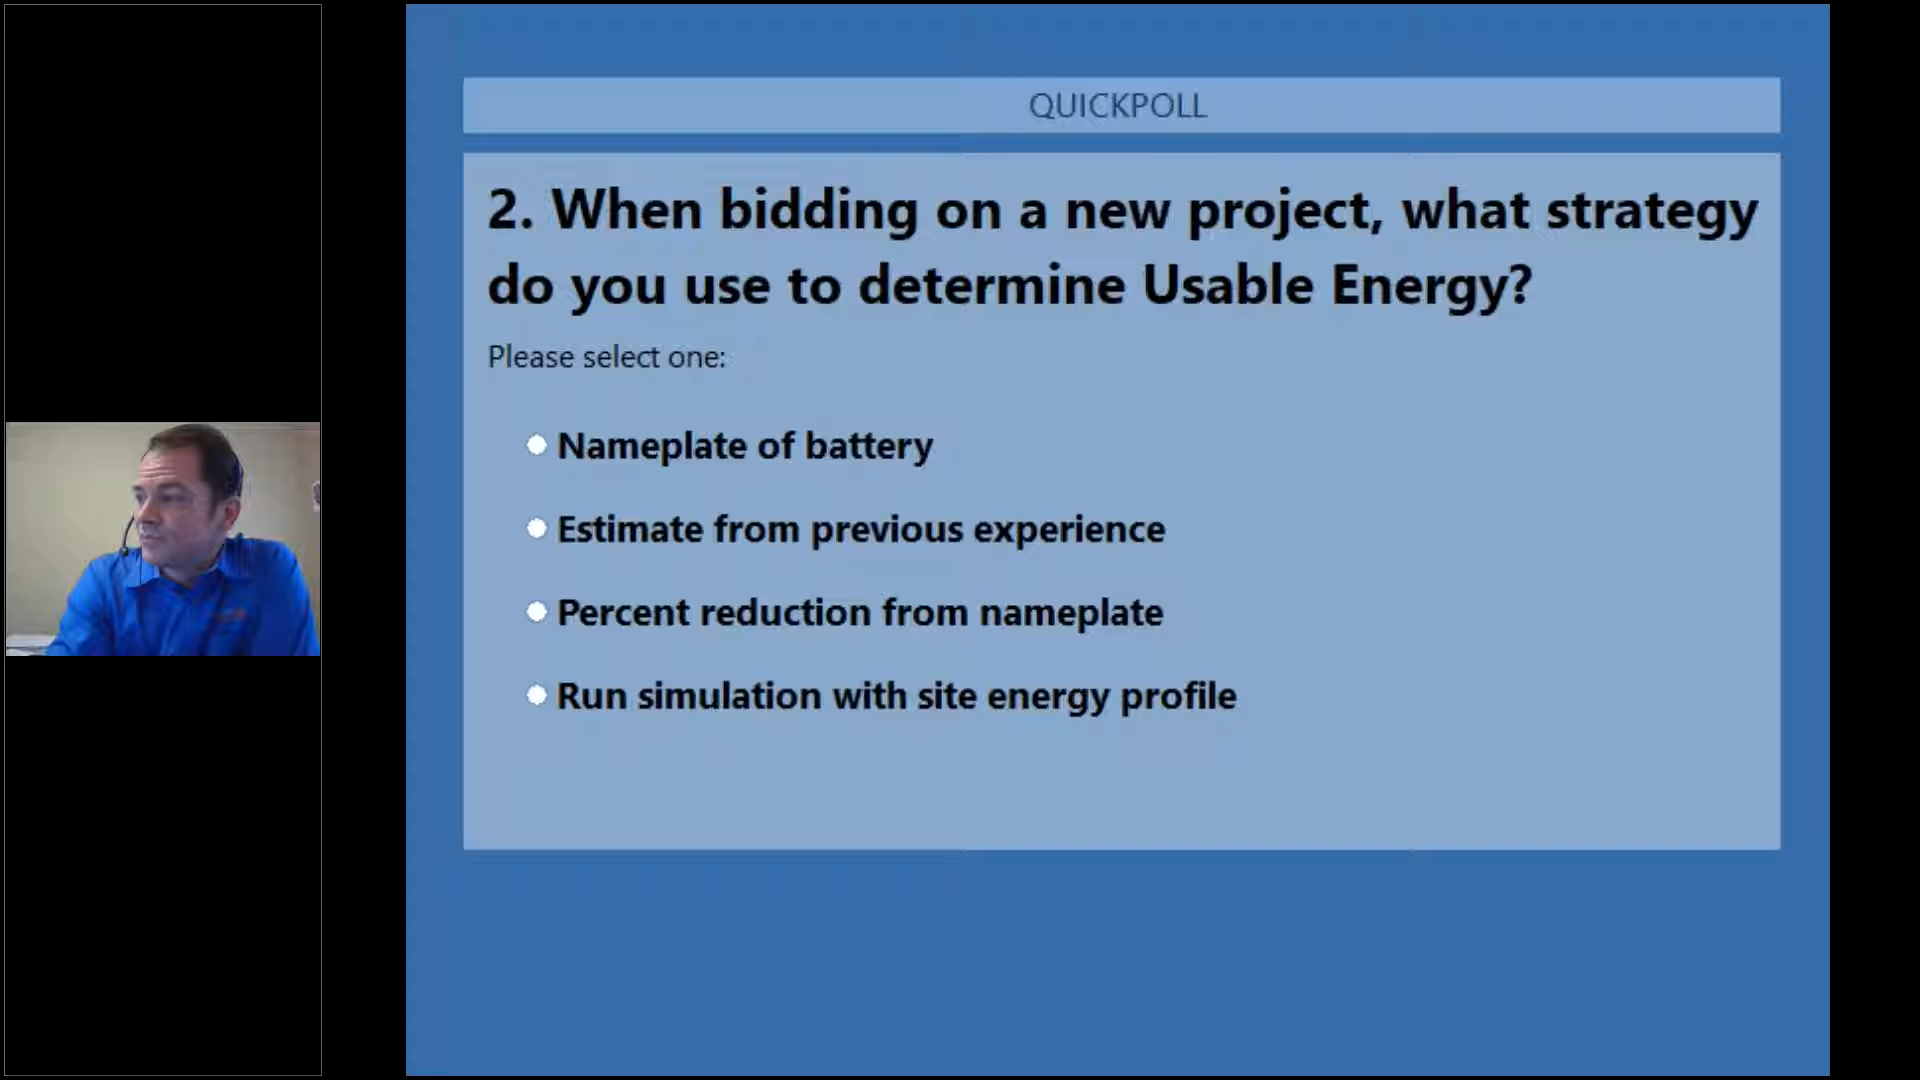 QUICKPOLL
2. When bidding on a new project, what strategy
do you use to determine Usable Energy?
Please select one:
Nameplate of battery
Estimate from previous experience
Percent reduction from nameplate
Run simulation with site energy profile